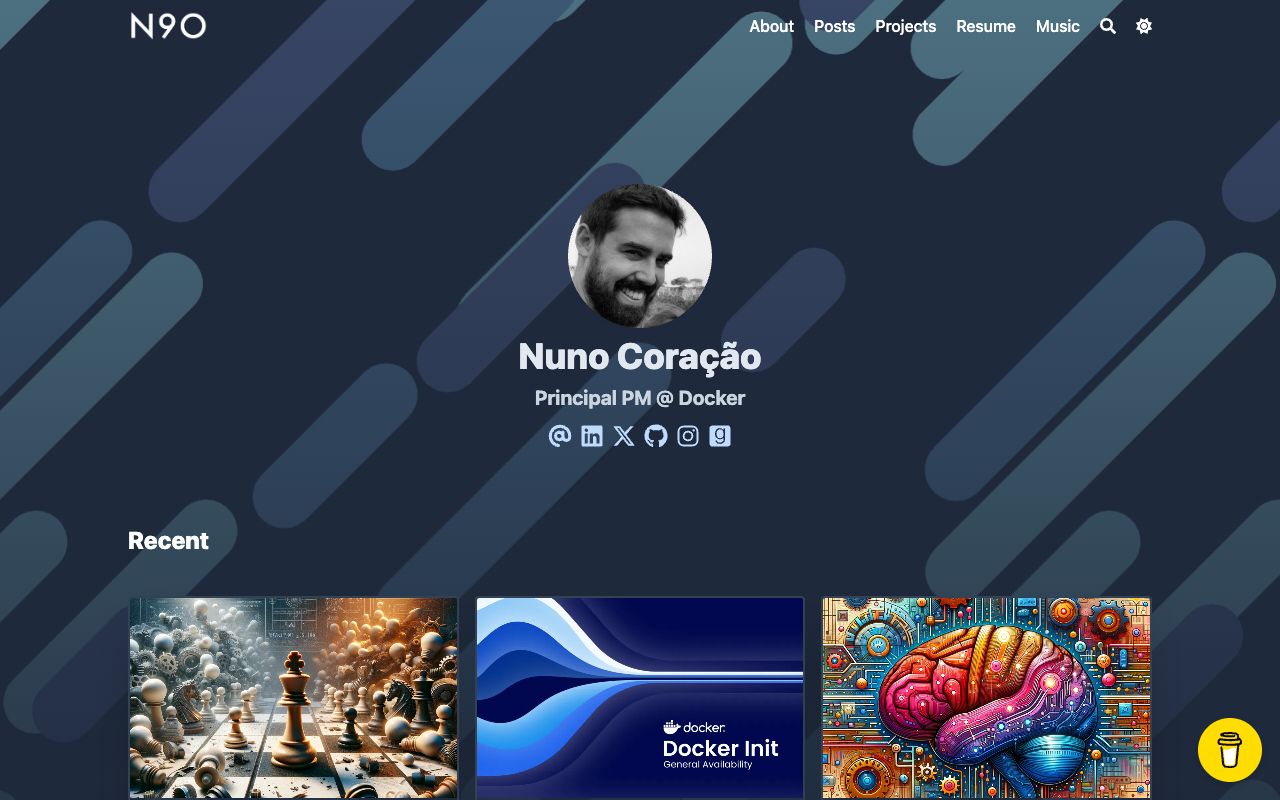 N9O
About
Posts
Projects
Resume
Music
Nuno Coração
Principal PM @ Docker
Recent
docker
Docker Init
General Availability